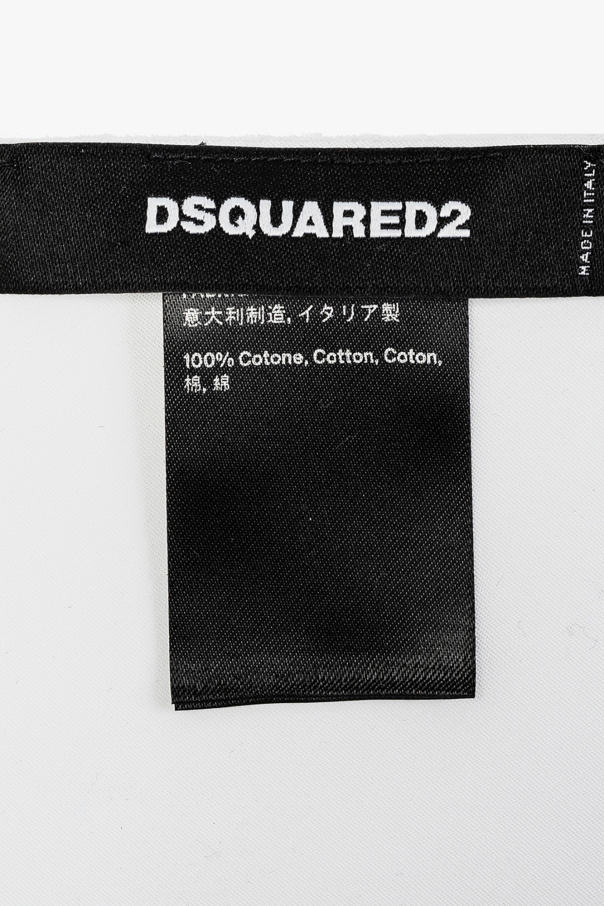 DSQUARED2
MADE IN ITALY
意大利制造, イタリア製
100% Cotone, Cotton, Coton,
棉, 綿